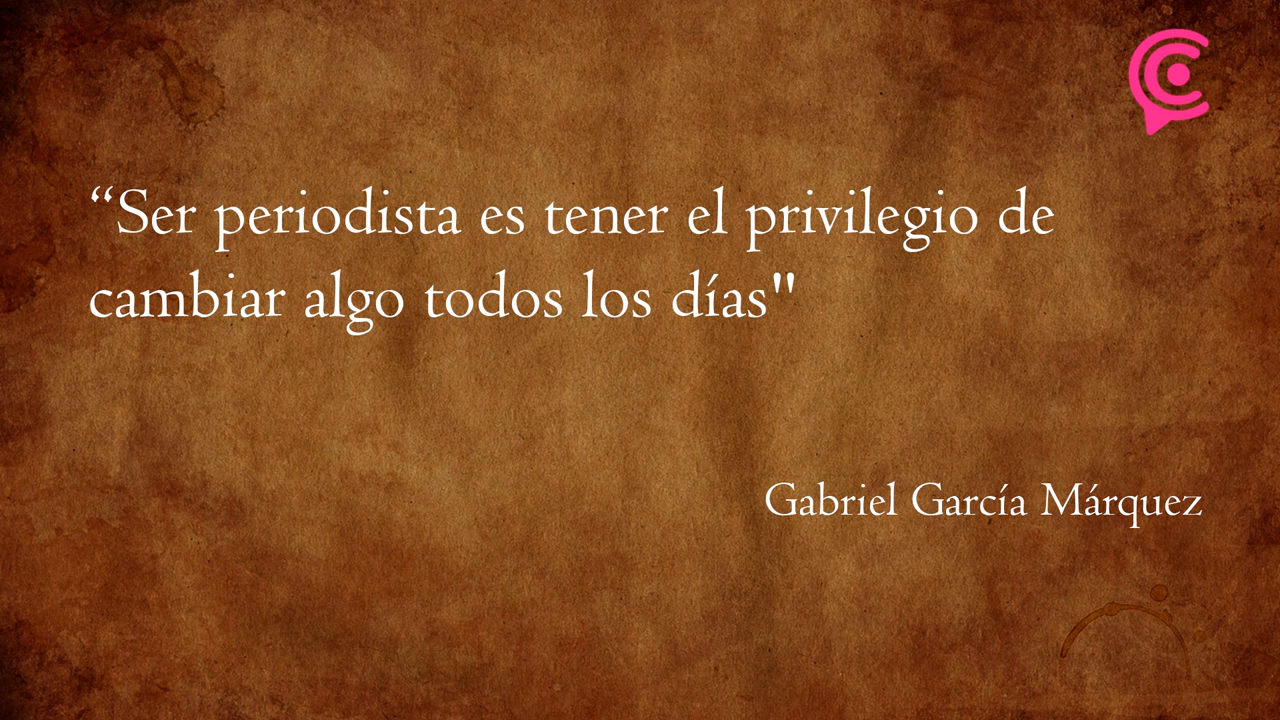 “Ser periodista es tener el privilegio de
cambiar algo todos los días"
Gabriel García Márquez